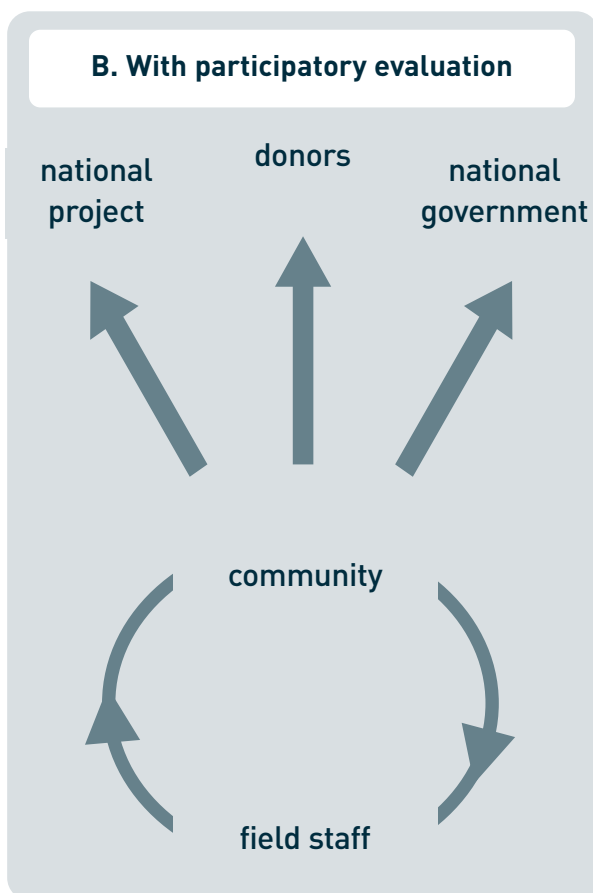 B. With participatory evaluation
donors
national
project
national
government
community
field staff